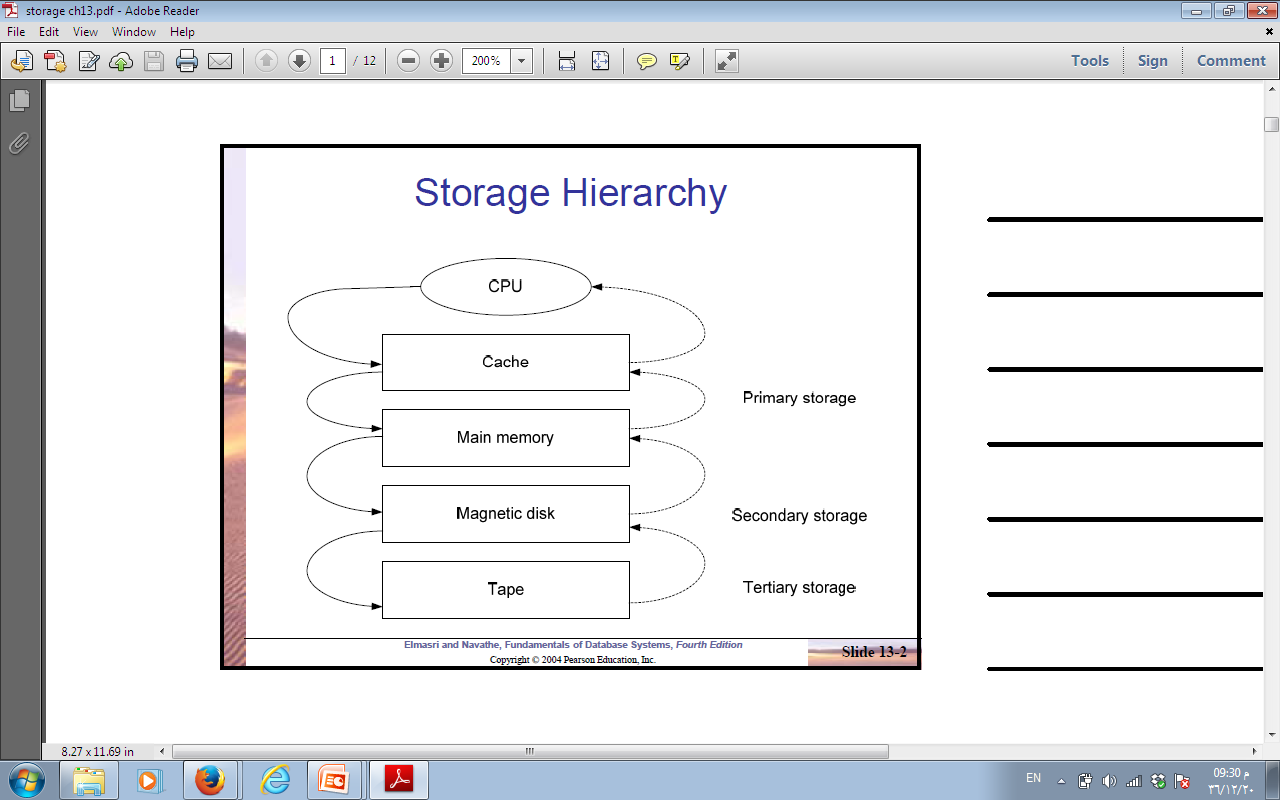 storage ch13.pdf - Adobe Reader
File Edit View Window Help
1 / 12 200% Tools Sign Comment
Storage Hierarchy
CPU
Cache
Primary storage
Main memory
Magnetic disk
Secondary storage
Tape
Tertiary storage
Elmasri and Navathe, Fundamentals of Database Systems, Fourth Edition
Copyright © 2004 Pearson Education, Inc.
Slide 13-2
8.27 x 11.69 in
EN
09:30 م
٣٦/١٢/٢٠